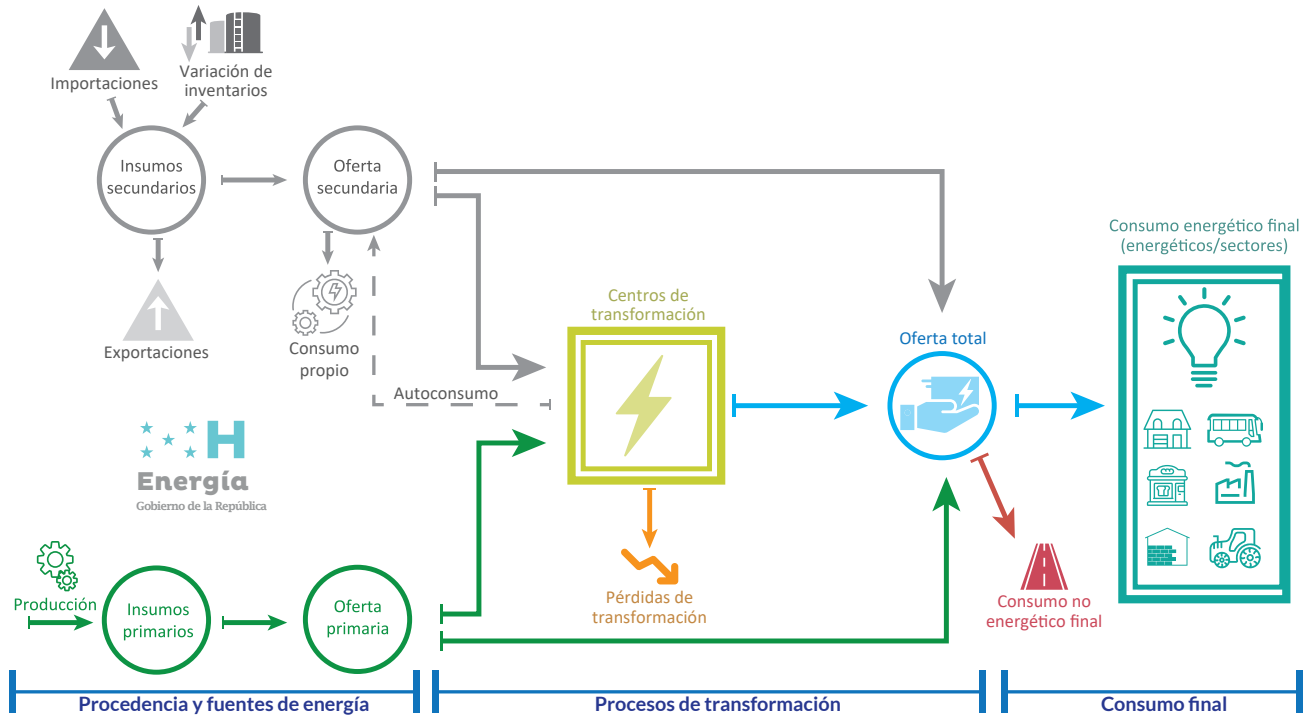 Importaciones
Variación de
inventarios
Insumos
secundarios
Oferta
secundaria
Exportaciones
Consumo
propio
Autoconsumo
Centros de
transformación
Oferta total
Consumo energético final
(energéticos/sectores)
H
Energía
Gobierno de la República
Producción
Insumos
primarios
Oferta
primaria
Pérdidas de
transformación
Consumo no
energético final
Procedencia y fuentes de energía
Procesos de transformación
Consumo final